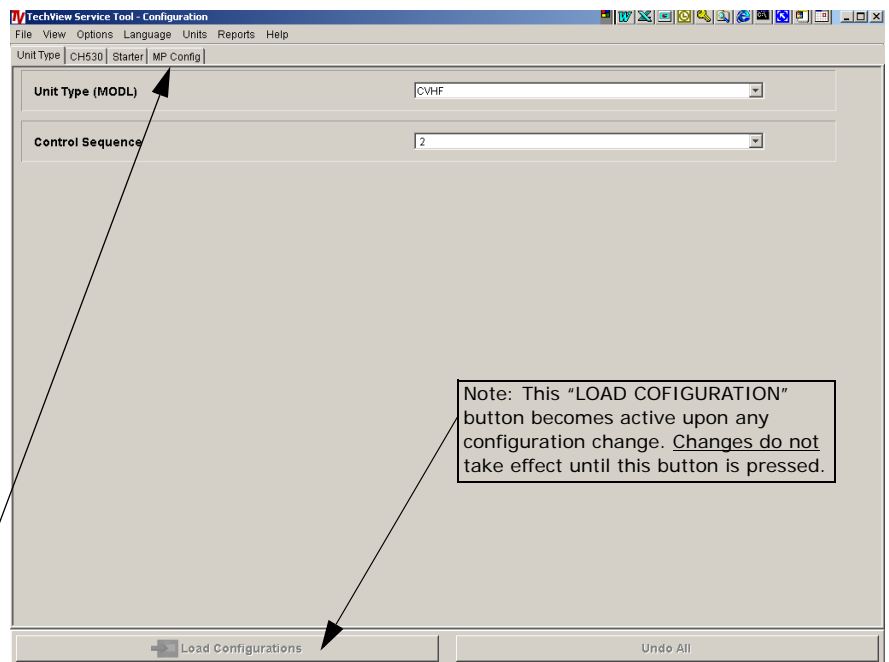 TechView Service Tool - Configuration
File View Options Language Units Reports Help
Unit Type CH530 Starter MP Config
Unit Type (MODL) CVHF
Control Sequence 2
Note: This “LOAD COFIGURATION”
button becomes active upon any
configuration change. Changes do not
take effect until this button is pressed.
Load Configurations Undo All